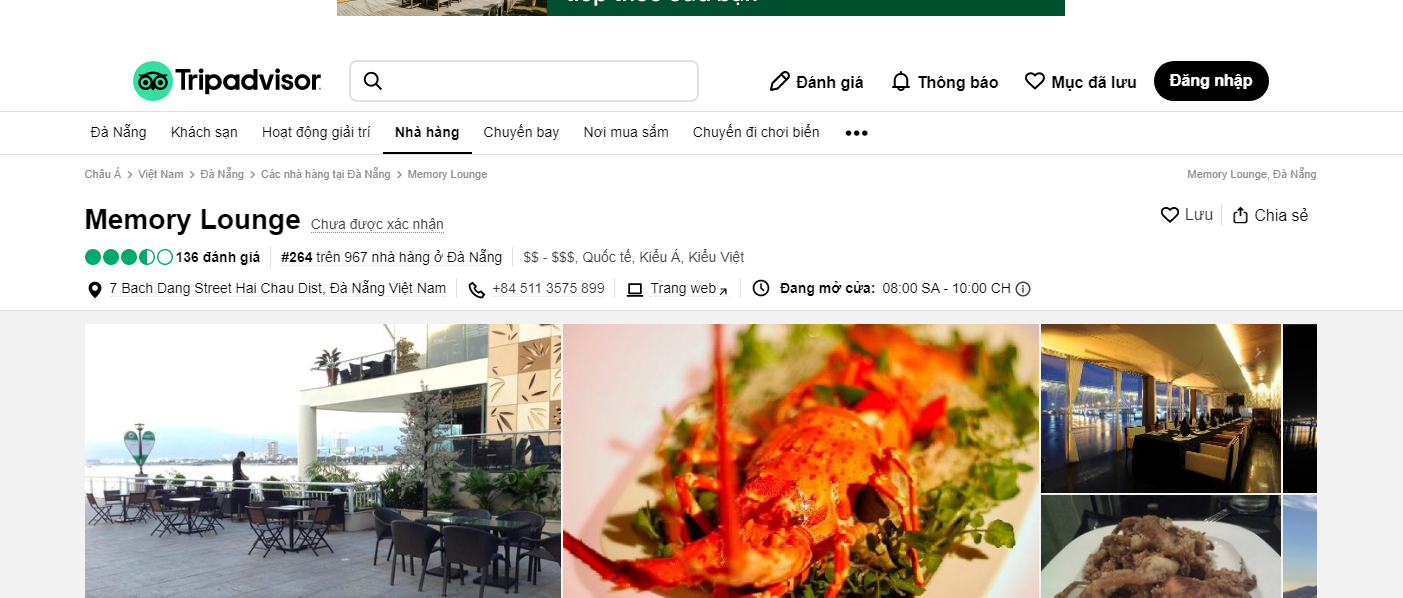 Tripadvisor
Đánh giá
Thông báo
Mục đã lưu
Đăng nhập
Đà Nẵng Khách sạn Hoạt động giải trí Nhà hàng Chuyến bay Nơi mua sắm Chuyến đi chơi biển •••
Châu Á > Việt Nam > Đà Nẵng > Các nhà hàng tại Đà Nẵng > Memory Lounge
Memory Lounge, Đà Nẵng
Memory Lounge Chưa được xác nhận
Lưu
Chia sẻ
136 đánh giá #264 trên 967 nhà hàng ở Đà Nẵng $$ - $$$, Quốc tế, Kiểu Á, Kiểu Việt
7 Bach Dang Street Hai Chau Dist, Đà Nẵng Việt Nam +84 511 3575 899 Trang web Đang mở cửa: 08:00 SA - 10:00 CH